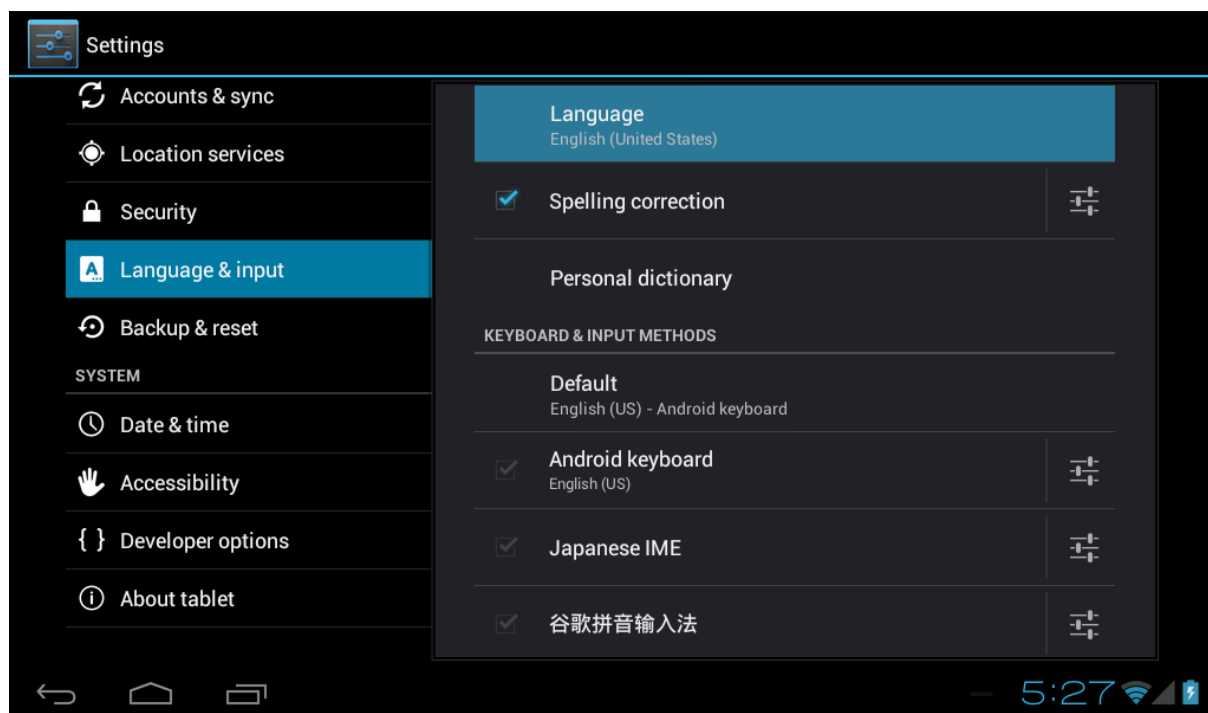 Settings
Accounts & sync
Location services
Security
Language & input
Backup & reset
SYSTEM
Date & time
Accessibility
{ } Developer options
About tablet
Language
English (United States)
Spelling correction
Personal dictionary
KEYBOARD & INPUT METHODS
Default
English (US) - Android keyboard
Android keyboard
English (US)
Japanese IME
谷歌拼音输入法
5:27